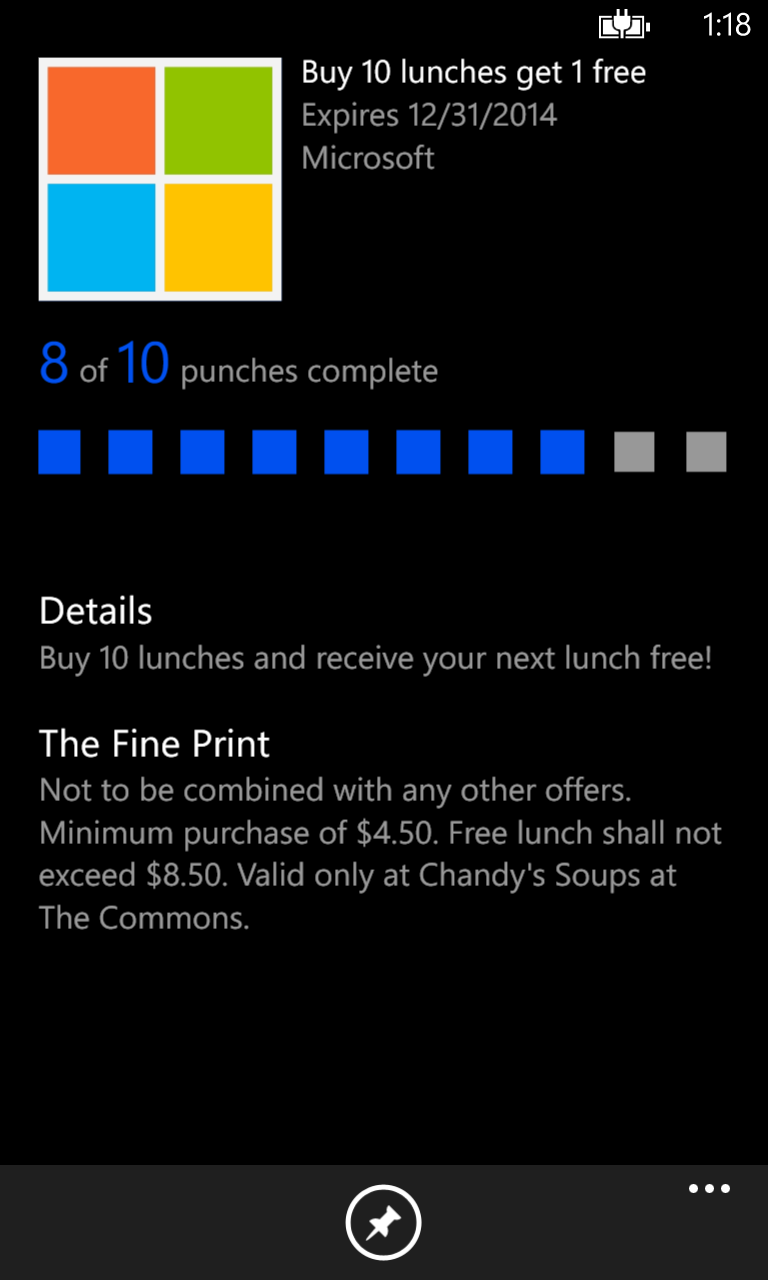 1:18
Buy 10 lunches get 1 free
Expires 12/31/2014
Microsoft
8 of 10 punches complete
Details
Buy 10 lunches and receive your next lunch free!
The Fine Print
Not to be combined with any other offers.
Minimum purchase of $4.50. Free lunch shall not
exceed $8.50. Valid only at Chandy's Soups at
The Commons.